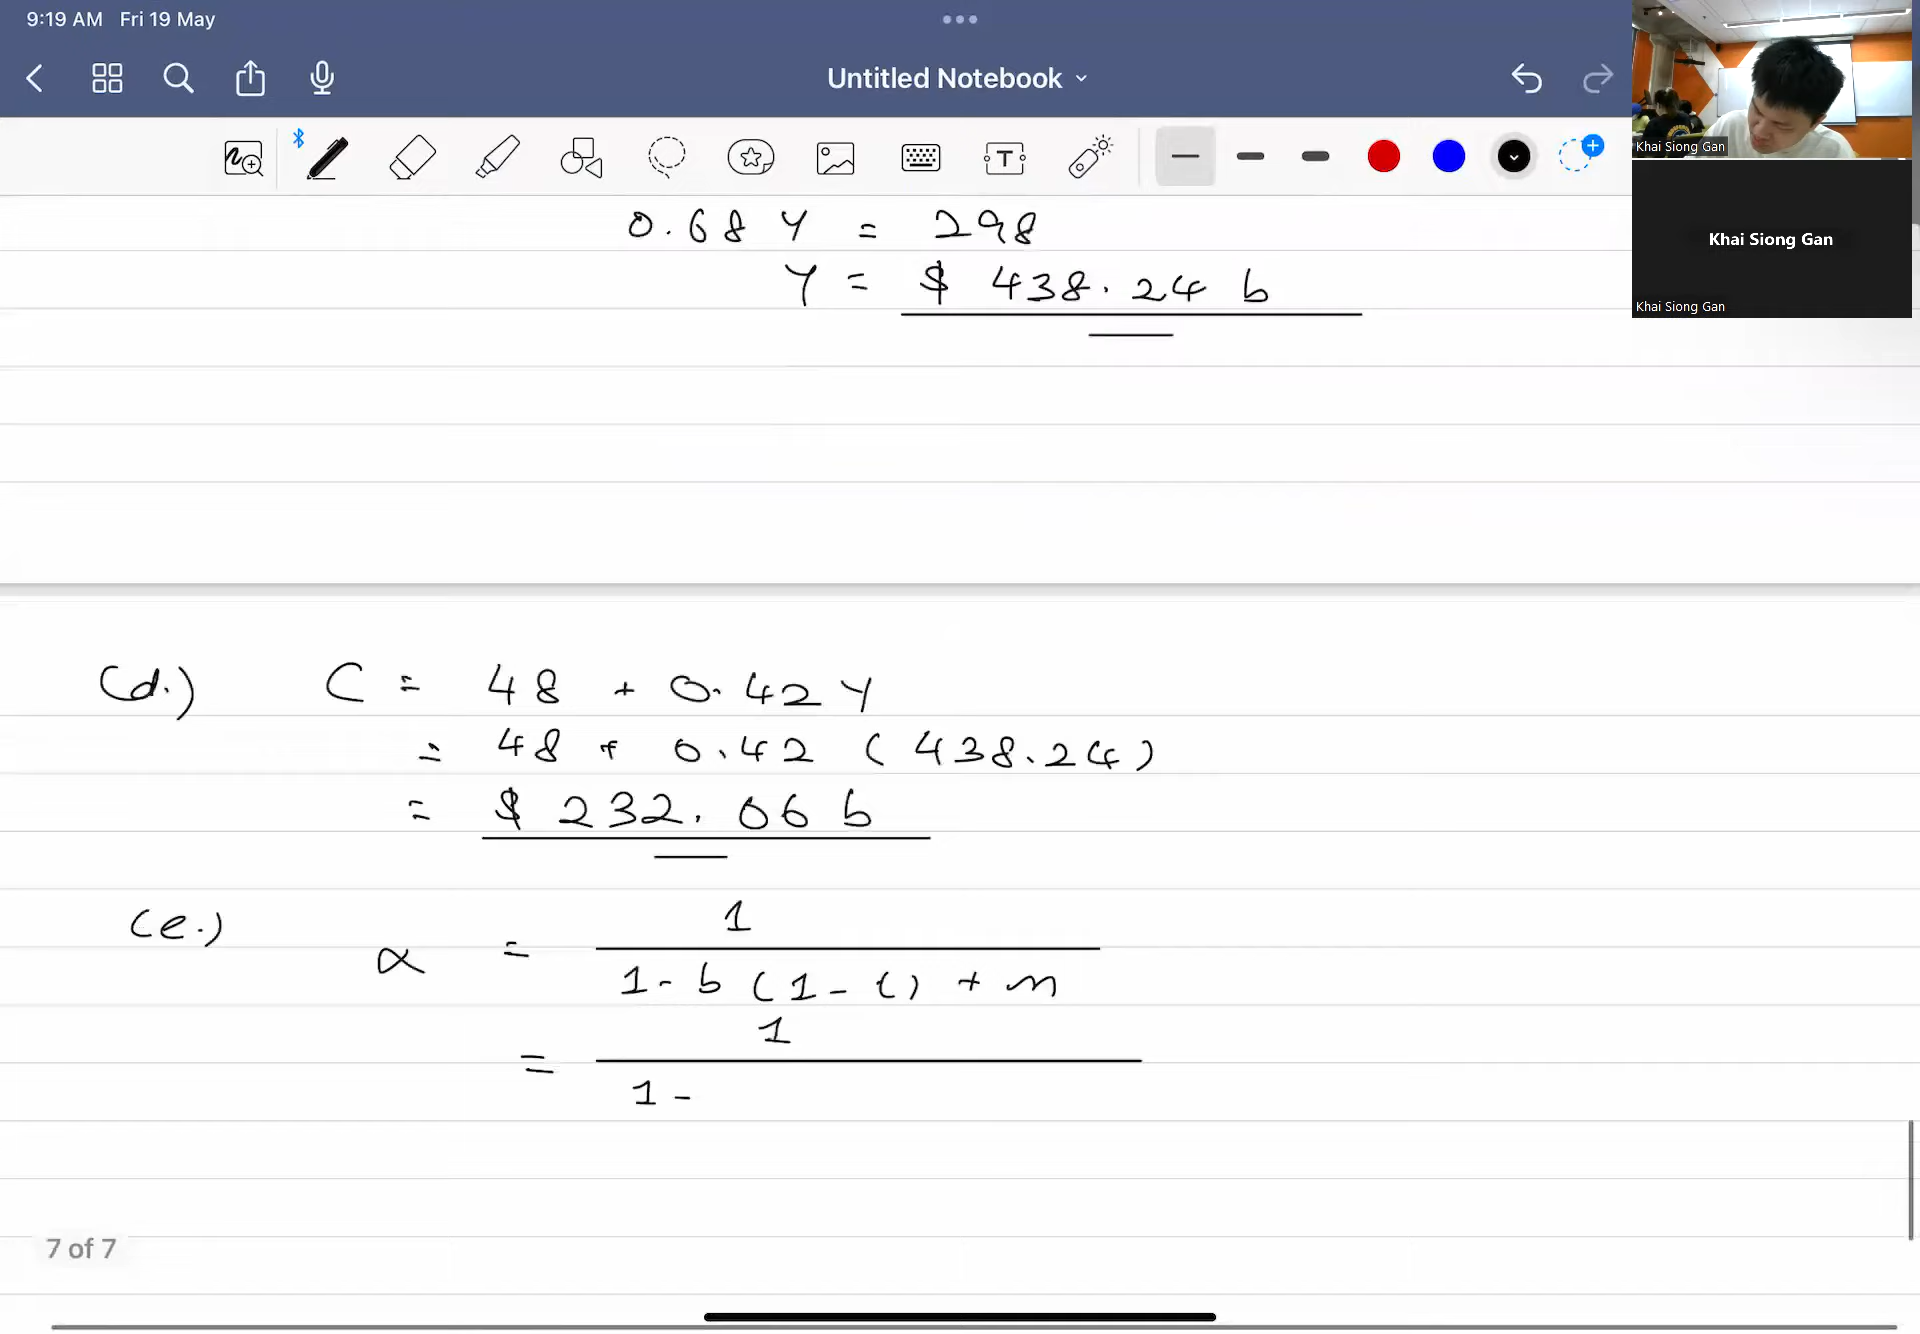 9:19 AM Fri 19 May
Untitled Notebook
Khai Siong Gan
Khai Siong Gan
Khai Siong Gan
T
0.68 Y = 298
Y = $ 438.24 b
(d.) C = 48 + 0.42 Y
= 48 + 0.42 (438.24)
= $ 232.06 b
(e.) α = 1
1 - b (1 - t) + m
= 1
1 -
7 of 7